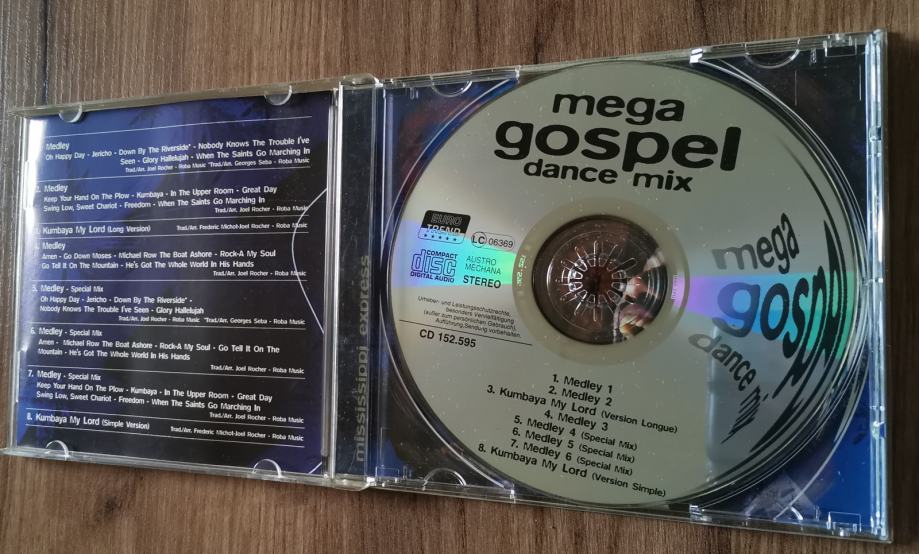 Medley
Oh Happy Day - Jericho - Down By The Riverside* - Nobody Knows The Trouble I've
Seen - Glory Hallelujah - When The Saints Go Marching In
Trad./Arr. Joel Rocher - Roba Music *Trad./Arr. Georges Seba - Roba Music
2. Medley
Keep Your Hand On The Plow - Kumbaya - In The Upper Room - Great Day
Swing Low, Sweet Chariot - Freedom - When The Saints Go Marching In
Trad./Arr. Joel Rocher - Roba Music
3. Kumbaya My Lord (Long Version)
Trad./Arr. Frederic Michot-Joel Rocher - Roba Music
4. Medley
Amen - Go Down Moses - Michael Row The Boat Ashore - Rock-A My Soul
Go Tell It On The Mountain - He's Got The Whole World In His Hands
Trad./Arr. Joel Rocher - Roba Music
5. Medley - Special Mix
Oh Happy Day - Jericho - Down By The Riverside* -
Nobody Knows The Trouble I've Seen - Glory Hallelujah
Trad./Arr. Joel Rocher - Roba Music *Trad./Arr. Georges Seba - Roba Music
6. Medley - Special Mix
Amen - Michael Row The Boat Ashore - Rock-A My Soul - Go Tell It On The
Mountain - He's Got The Whole World In His Hands
Trad./Arr. Joel Rocher - Roba Music
7. Medley - Special Mix
Keep Your Hand On The Plow - Kumbaya - In The Upper Room - Great Day
Swing Low, Sweet Chariot - Freedom - When The Saints Go Marching In
Trad./Arr. Joel Rocher - Roba Music
8. Kumbaya My Lord (Simple Version)
Trad./Arr. Frederic Michot-Joel Rocher - Roba Music
mississippi express
mega
gospel
dance mix
EURO
TREND
LC 06369
COMPACT
disc
DIGITAL AUDIO
AUSTRO
MECHANA
STEREO
Urheber- und Leistungsschutzrechte,
besonders Vervielfältigung
(außer zum persönlichen Gebrauch),
Aufführung, Sendung vorbehalten.
CD 152.595
mega
gospel
dance mix
1. Medley 1
2. Medley 2
3. Kumbaya My Lord (Version Longue)
4. Medley 3
5. Medley 4 (Special Mix)
6. Medley 5 (Special Mix)
7. Medley 6 (Special Mix)
8. Kumbaya My Lord (Version Simple)